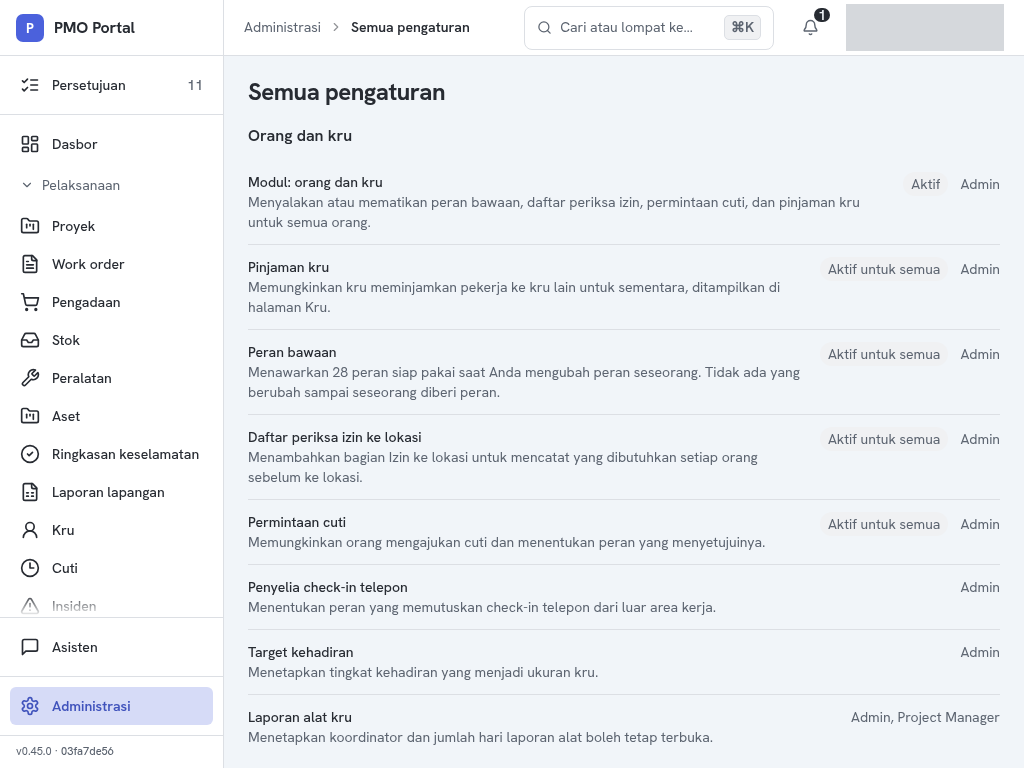 P PMO Portal
Administrasi > Semua pengaturan
Cari atau lompat ke...
⌘K
1
Persetujuan 11
Dasbor
Pelaksanaan
Proyek
Work order
Pengadaan
Stok
Peralatan
Aset
Ringkasan keselamatan
Laporan lapangan
Kru
Cuti
Insiden
Asisten
Administrasi
v0.45.0 · 03fa7de56
Semua pengaturan
Orang dan kru
Modul: orang dan kru
Aktif Admin
Menyalakan atau mematikan peran bawaan, daftar periksa izin, permintaan cuti, dan pinjaman kru
untuk semua orang.
Pinjaman kru
Aktif untuk semua Admin
Memungkinkan kru meminjamkan pekerja ke kru lain untuk sementara, ditampilkan di
halaman Kru.
Peran bawaan
Aktif untuk semua Admin
Menawarkan 28 peran siap pakai saat Anda mengubah peran seseorang. Tidak ada yang
berubah sampai seseorang diberi peran.
Daftar periksa izin ke lokasi
Aktif untuk semua Admin
Menambahkan bagian Izin ke lokasi untuk mencatat yang dibutuhkan setiap orang
sebelum ke lokasi.
Permintaan cuti
Aktif untuk semua Admin
Memungkinkan orang mengajukan cuti dan menentukan peran yang menyetujuinya.
Penyelia check-in telepon
Admin
Menentukan peran yang memutuskan check-in telepon dari luar area kerja.
Target kehadiran
Admin
Menetapkan tingkat kehadiran yang menjadi ukuran kru.
Laporan alat kru
Admin, Project Manager
Menetapkan koordinator dan jumlah hari laporan alat boleh tetap terbuka.